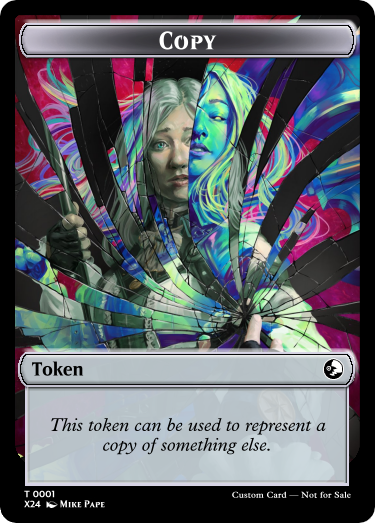 Copy
Token
This token can be used to represent a
copy of something else.
T 0001
X24 Mike Pape
Custom Card — Not for Sale